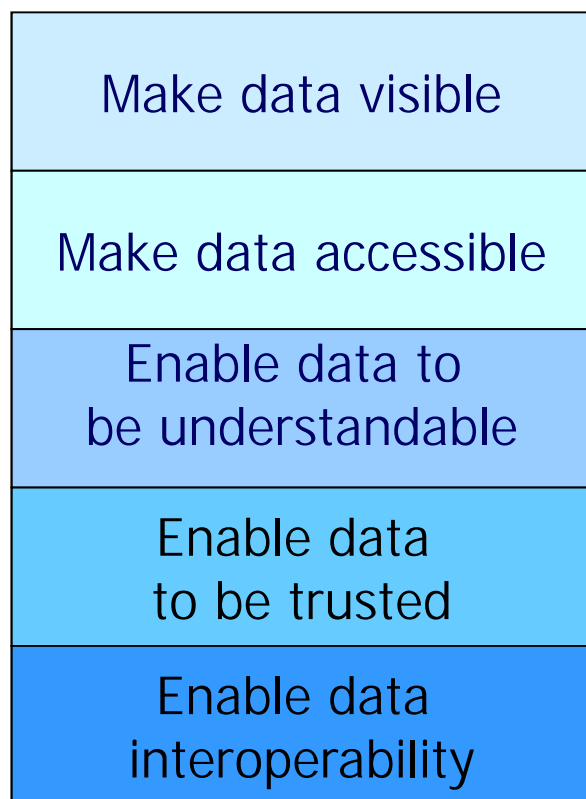 Make data visible
Make data accessible
Enable data to
be understandable
Enable data
to be trusted
Enable data
interoperability